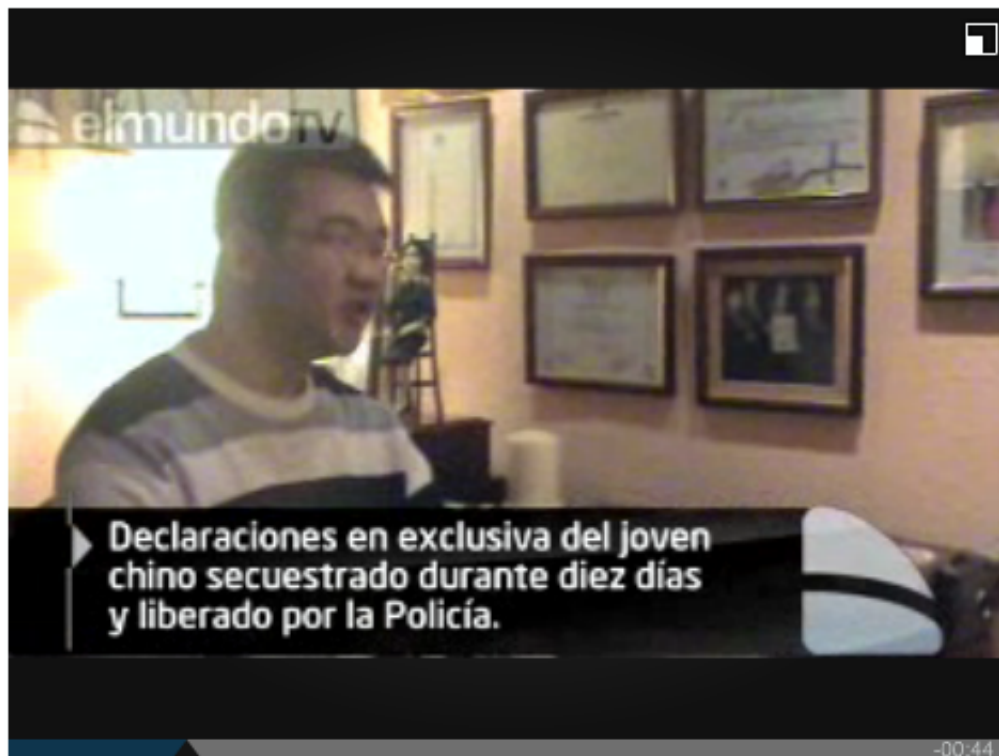 elmundoTV
Declaraciones en exclusiva del joven
chino secuestrado durante diez días
y liberado por la Policía.
-00:44